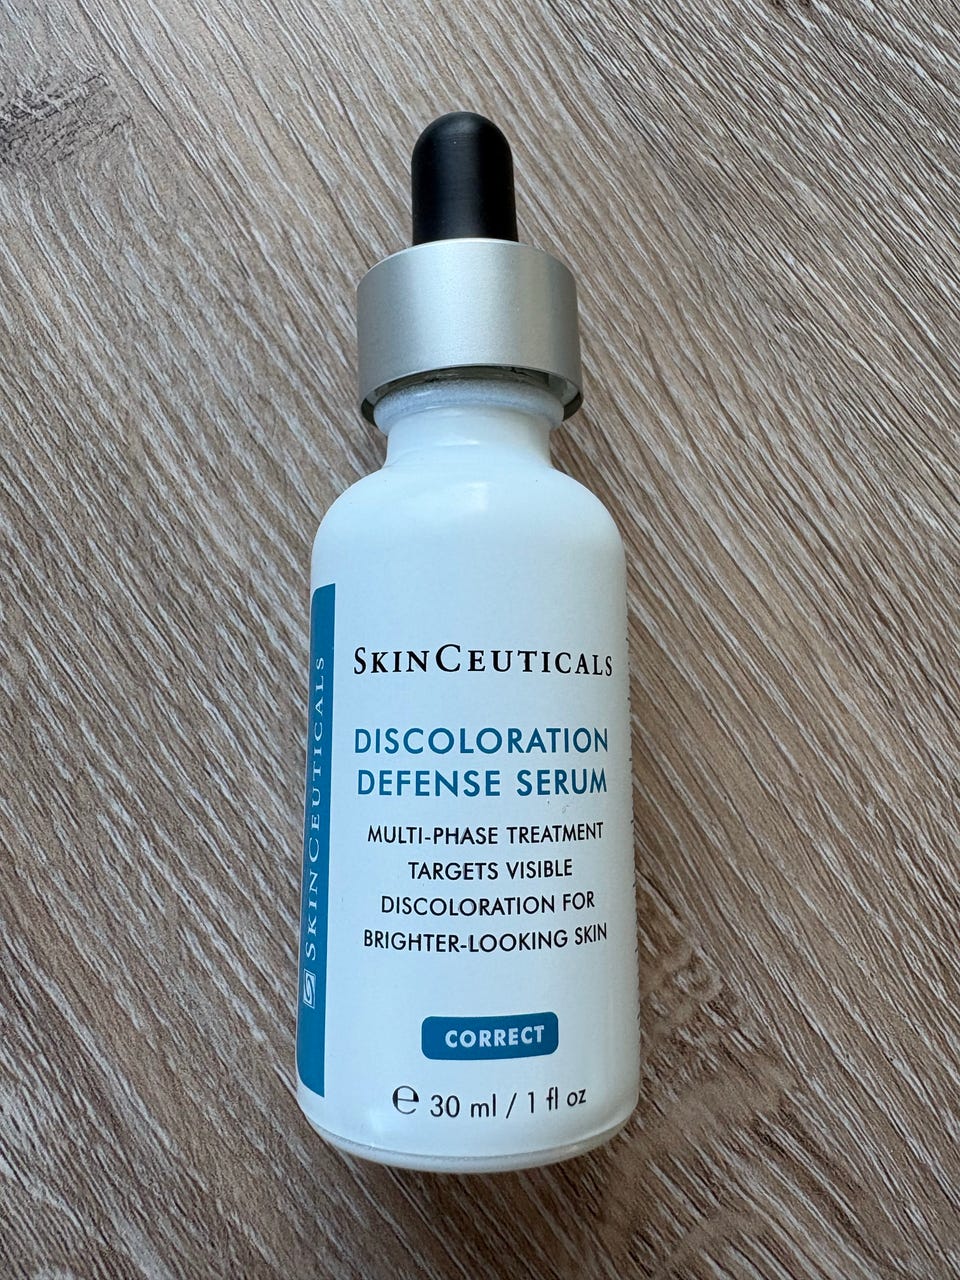 SKINCEUTICALS
DISCOLORATION
DEFENSE SERUM
MULTI-PHASE TREATMENT
TARGETS VISIBLE
DISCOLORATION FOR
BRIGHTER-LOOKING SKIN
CORRECT
℮ 30 ml / 1 fl oz
SKINCEUTICALS